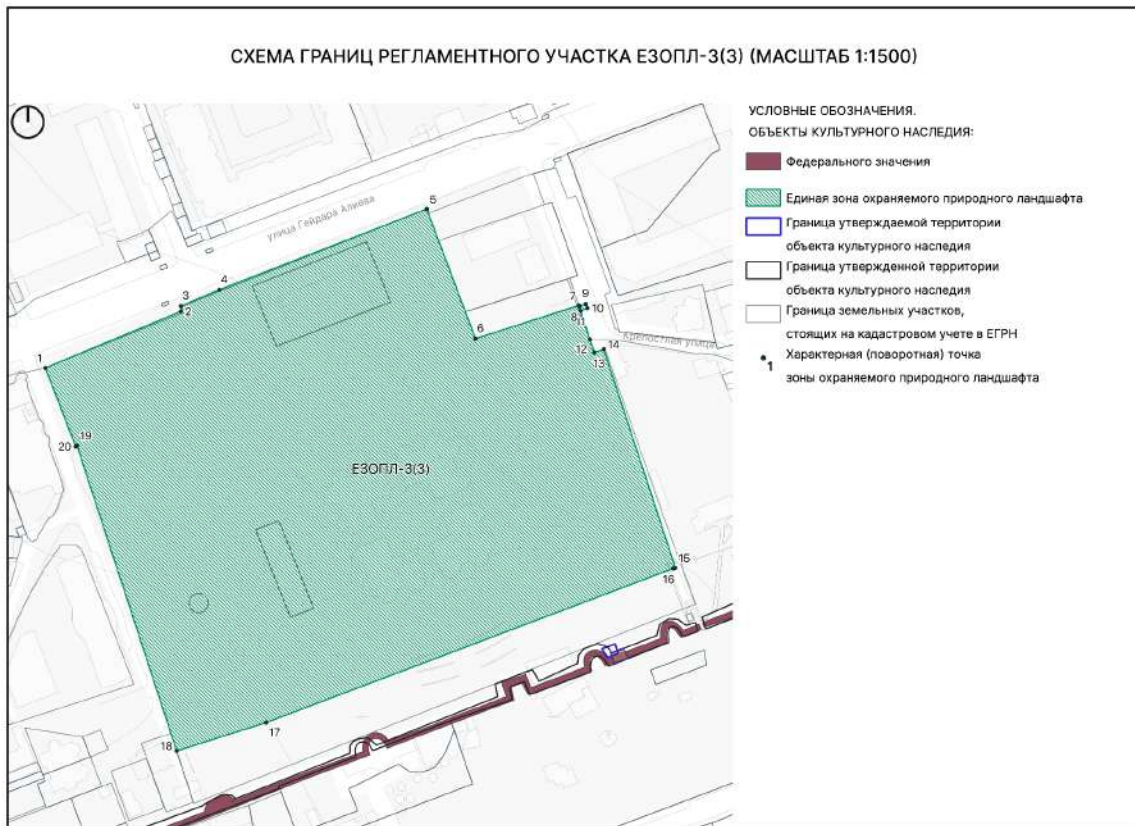 СХЕМА ГРАНИЦ РЕГЛАМЕНТНОГО УЧАСТКА ЕЗОПЛ-3(3) (МАСШТАБ 1:1500)
УСЛОВНЫЕ ОБОЗНАЧЕНИЯ.
ОБЪЕКТЫ КУЛЬТУРНОГО НАСЛЕДИЯ:
Федерального значения
Единая зона охраняемого природного ландшафта
Граница утверждаемой территории
объекта культурного наследия
Граница утвержденной территории
объекта культурного наследия
Граница земельных участков,
стоящих на кадастровом учете в ЕГРН
1
Характерная (поворотная) точка
зоны охраняемого природного ландшафта
улица Гейдара Алиева
5
4
3
2
1
6
7
9
8
10
11
Крепостная улица
12
14
13
20
19
ЕЗОПЛ-3(3)
15
16
17
18